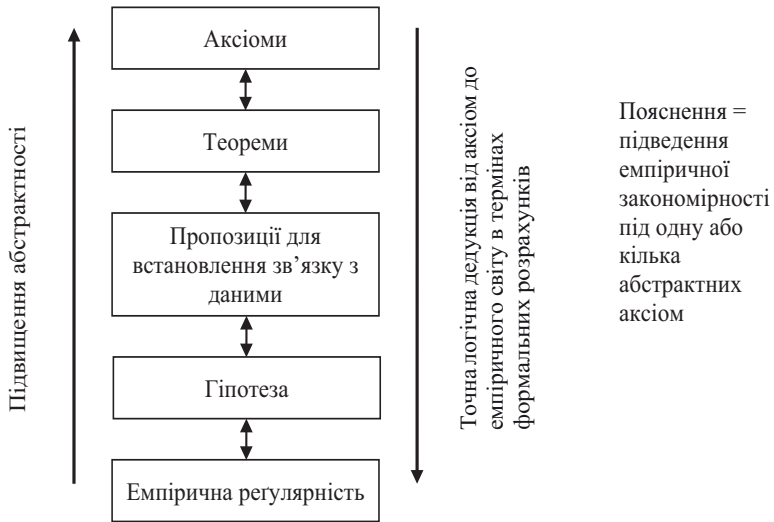 Підвищення абстрактності
Аксіоми
Теореми
Пропозиції для
встановлення зв’язку з
даними
Гіпотеза
Емпірична реґулярність
Точна логічна дедукція від аксіом до
емпіричного світу в термінах
формальних розрахунків
Пояснення =
підведення
емпіричної
закономірності
під одну або
кілька
абстрактних
аксіом